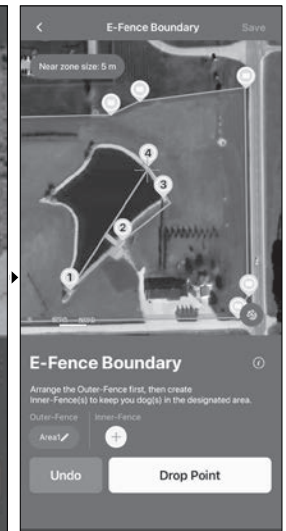 E-Fence Boundary
Save
Near zone size: 5 m
4
3
2
1
E-Fence Boundary
Arrange the Outer-Fence first, then create
Inner-Fence(s) to keep you dog(s) in the designated area.
Outer-Fence
Inner-Fence
Area1
Undo
Drop Point